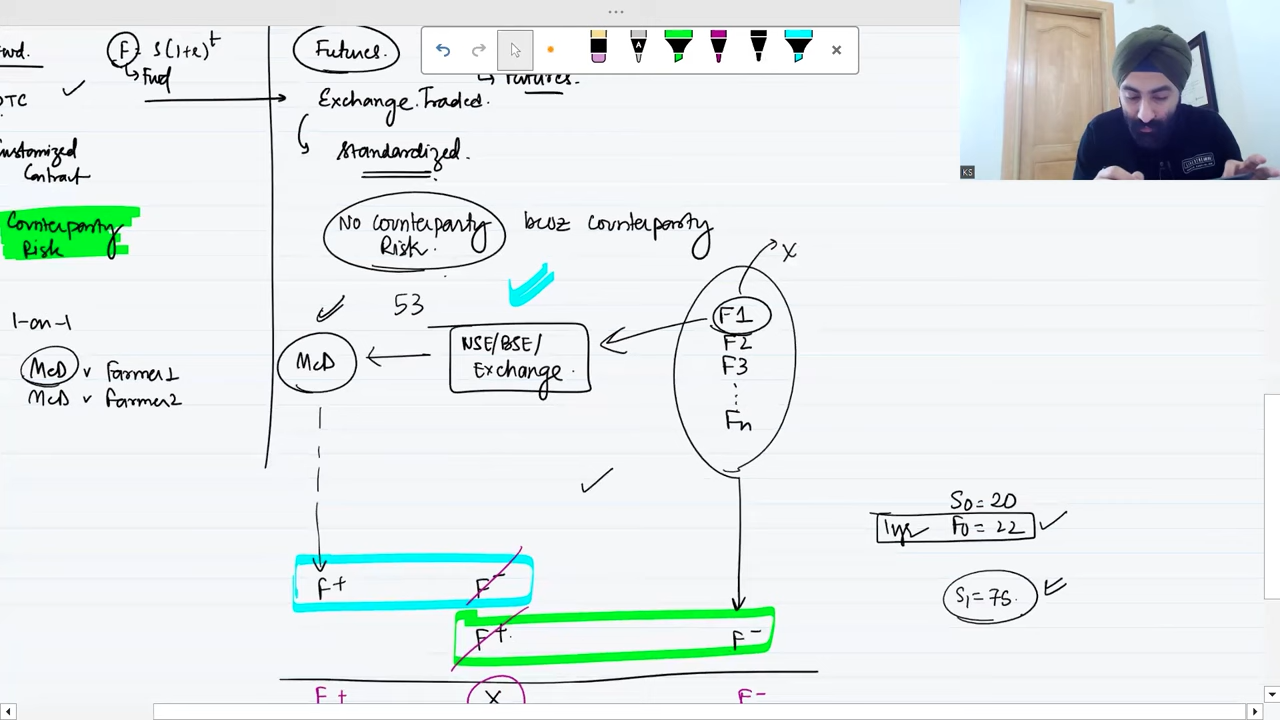 Fwd.
F = S(1+r)^t
↳ Fwd
OTC
Customized
Contract
Counterparty
Risk
1-on-1
McD v Farmer1
McD v Farmer2
Futures.
↳ Futures.
Exchange Traded.
Standardized.
No Counterparty
Risk.
bcoz counterparty
X
53
McD
NSE/BSE/
Exchange.
F1
F2
F3
Fn
F+ F-
F+ F-
F+ X F-
S0 = 20
1yr F0 = 22
S1 = 75.
KS